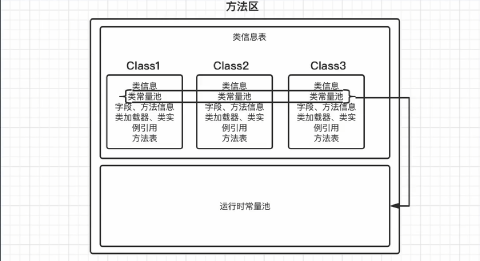 方法区
类信息表
Class1 Class2 Class3
类信息 类信息 类信息
类常量池 类常量池 类常量池
字段、方法信息 字段、方法信息 字段、方法信息
类加载器、类实 类加载器、类实 类加载器、类实
例引用 例引用 例引用
方法表 方法表 方法表
运行时常量池